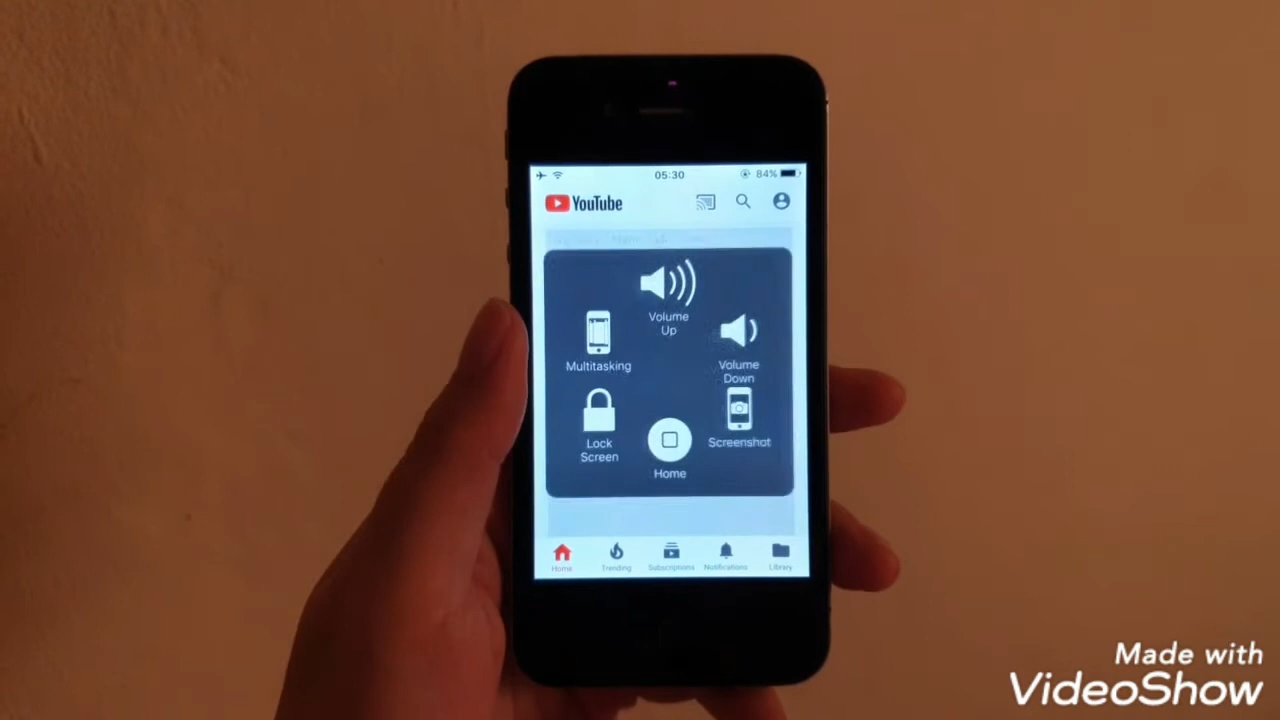 05:30
84%
YouTube
Volume
Up
Multitasking
Volume
Down
Lock
Screen
Screenshot
Home
Home
Trending
Subscriptions
Notifications
Library
Made with
VideoShow